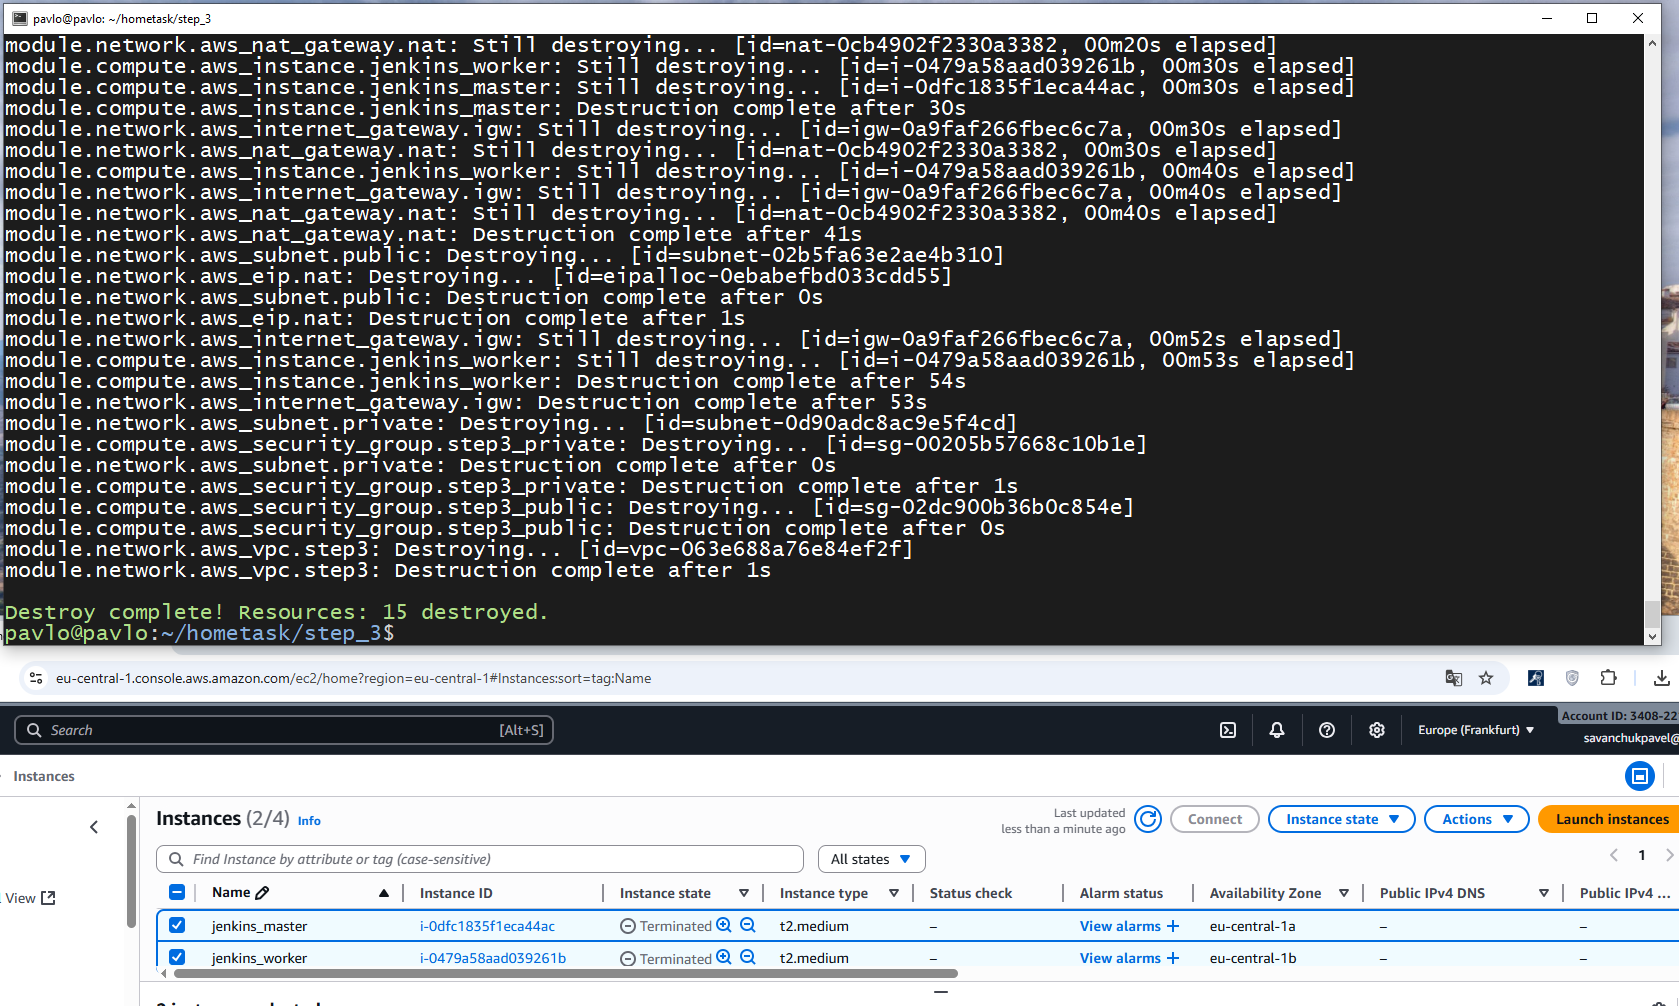 pavlo@pavlo: ~/hometask/step_3
module.network.aws_nat_gateway.nat: Still destroying... [id=nat-0cb4902f2330a3382, 00m20s elapsed]
module.compute.aws_instance.jenkins_worker: Still destroying... [id=i-0479a58aad039261b, 00m30s elapsed]
module.compute.aws_instance.jenkins_master: Still destroying... [id=i-0dfc1835f1eca44ac, 00m30s elapsed]
module.compute.aws_instance.jenkins_master: Destruction complete after 30s
module.network.aws_internet_gateway.igw: Still destroying... [id=igw-0a9faf266fbec6c7a, 00m30s elapsed]
module.network.aws_nat_gateway.nat: Still destroying... [id=nat-0cb4902f2330a3382, 00m30s elapsed]
module.compute.aws_instance.jenkins_worker: Still destroying... [id=i-0479a58aad039261b, 00m40s elapsed]
module.network.aws_internet_gateway.igw: Still destroying... [id=igw-0a9faf266fbec6c7a, 00m40s elapsed]
module.network.aws_nat_gateway.nat: Still destroying... [id=nat-0cb4902f2330a3382, 00m40s elapsed]
module.network.aws_nat_gateway.nat: Destruction complete after 41s
module.network.aws_subnet.public: Destroying... [id=subnet-02b5fa63e2ae4b310]
module.network.aws_eip.nat: Destroying... [id=eipalloc-0ebabefbd033cdd55]
module.network.aws_subnet.public: Destruction complete after 0s
module.network.aws_eip.nat: Destruction complete after 1s
module.network.aws_internet_gateway.igw: Still destroying... [id=igw-0a9faf266fbec6c7a, 00m52s elapsed]
module.compute.aws_instance.jenkins_worker: Still destroying... [id=i-0479a58aad039261b, 00m53s elapsed]
module.compute.aws_instance.jenkins_worker: Destruction complete after 54s
module.network.aws_internet_gateway.igw: Destruction complete after 53s
module.network.aws_subnet.private: Destroying... [id=subnet-0d90adc8ac9e5f4cd]
module.compute.aws_security_group.step3_private: Destroying... [id=sg-00205b57668c10b1e]
module.network.aws_subnet.private: Destruction complete after 0s
module.compute.aws_security_group.step3_private: Destruction complete after 1s
module.compute.aws_security_group.step3_public: Destroying... [id=sg-02dc900b36b0c854e]
module.compute.aws_security_group.step3_public: Destruction complete after 0s
module.network.aws_vpc.step3: Destroying... [id=vpc-063e688a76e84ef2f]
module.network.aws_vpc.step3: Destruction complete after 1s
Destroy complete! Resources: 15 destroyed.
pavlo@pavlo:~/hometask/step_3$
eu-central-1.console.aws.amazon.com/ec2/home?region=eu-central-1#Instances:sort=tag:Name
Search [Alt+S] Europe (Frankfurt) Account ID: 3408-22
savanchukpavel@
Instances
Instances (2/4) Info Last updated less than a minute ago Connect Instance state Actions Launch instances
Find Instance by attribute or tag (case-sensitive) All states 1
Name Instance ID Instance state Instance type Status check Alarm status Availability Zone Public IPv4 DNS Public IPv4 ...
View
jenkins_master i-0dfc1835f1eca44ac Terminated t2.medium – View alarms + eu-central-1a – –
jenkins_worker i-0479a58aad039261b Terminated t2.medium – View alarms + eu-central-1b – –